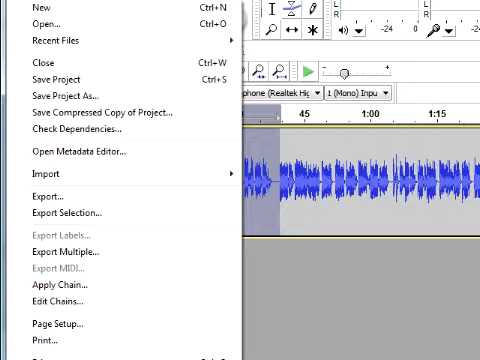 New Ctrl+N
Open... Ctrl+O
Recent Files
Close Ctrl+W
Save Project Ctrl+S
Save Project As...
Save Compressed Copy of Project...
Check Dependencies...
Open Metadata Editor...
Import
Export...
Export Selection...
Export Labels...
Export Multiple...
Export MIDI...
Apply Chain...
Edit Chains...
Page Setup...
Print...
L
R
-24 0
L
R
-24
phone (Realtek Hig
1 (Mono) Inpu
45 1:00 1:15